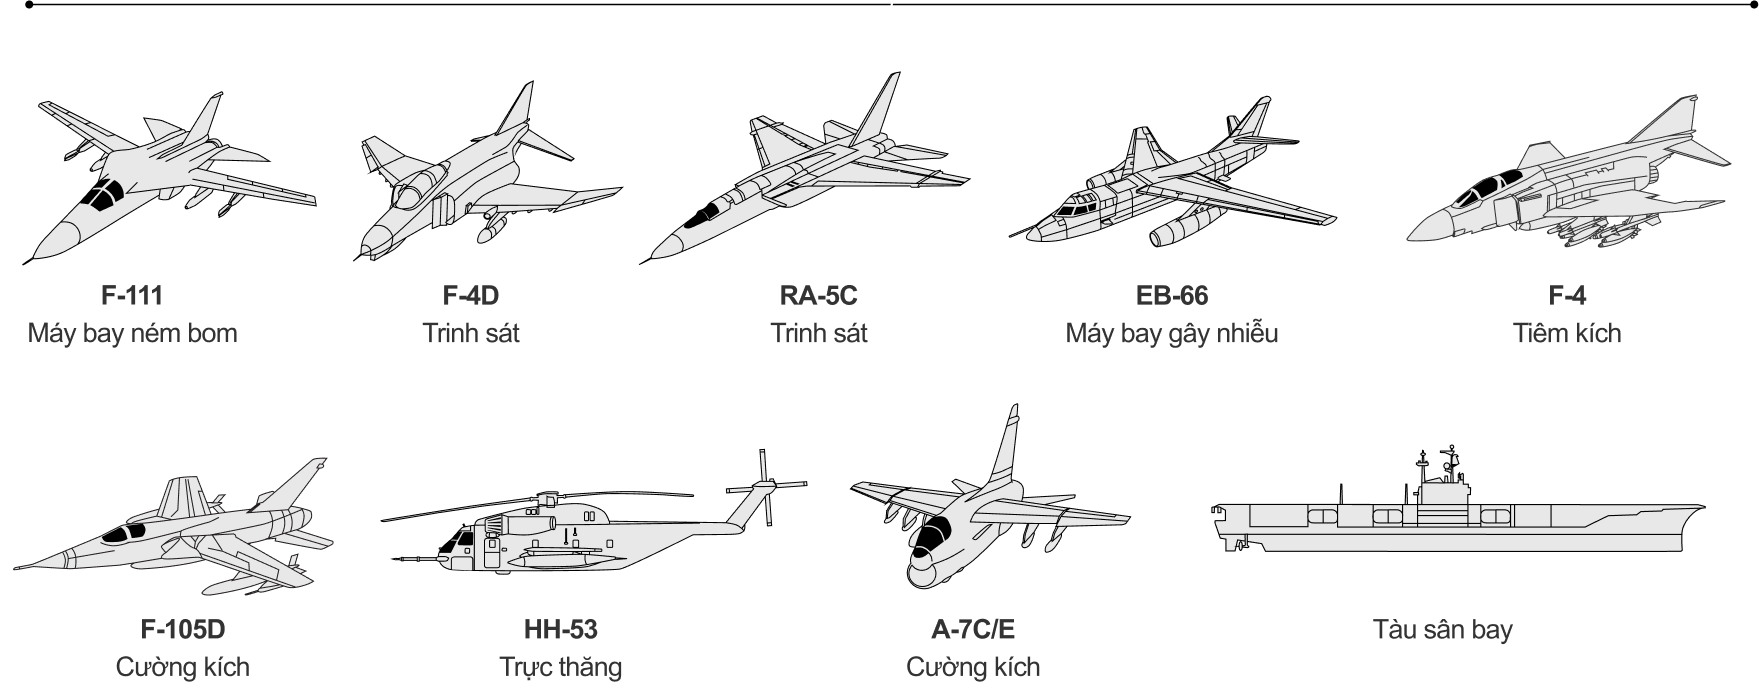 F-111
Máy bay ném bom
F-4D
Trinh sát
RA-5C
Trinh sát
EB-66
Máy bay gây nhiễu
F-4
Tiêm kích
F-105D
Cường kích
HH-53
Trực thăng
A-7C/E
Cường kích
Tàu sân bay